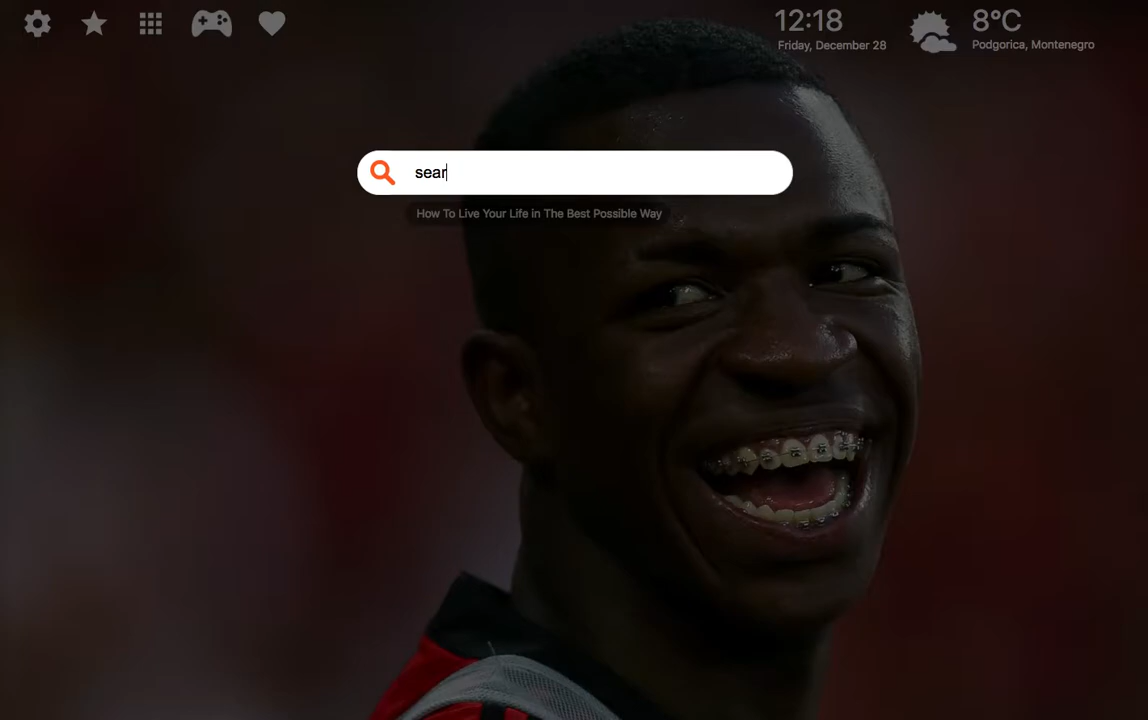 12:18
Friday, December 28
8°C
Podgorica, Montenegro
sear
How To Live Your Life in The Best Possible Way